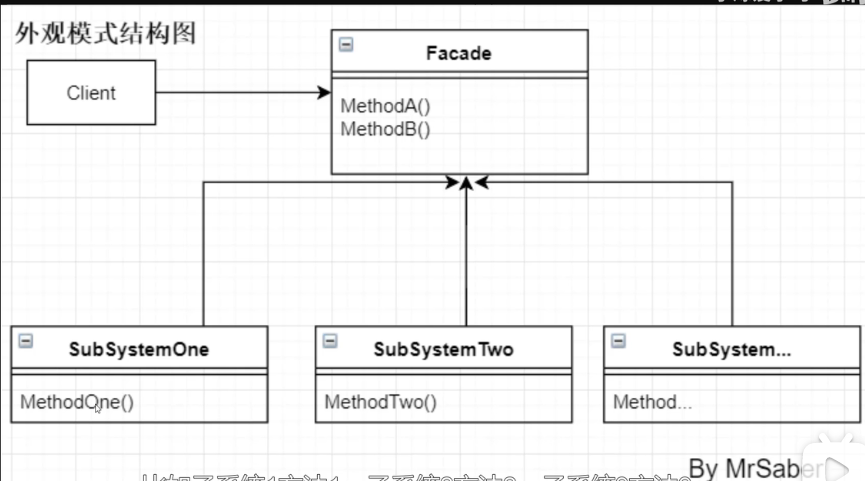 外观模式结构图
Client
Facade
MethodA()
MethodB()
SubSystemOne
MethodOne()
SubSystemTwo
MethodTwo()
SubSystem...
Method...
By MrSaber